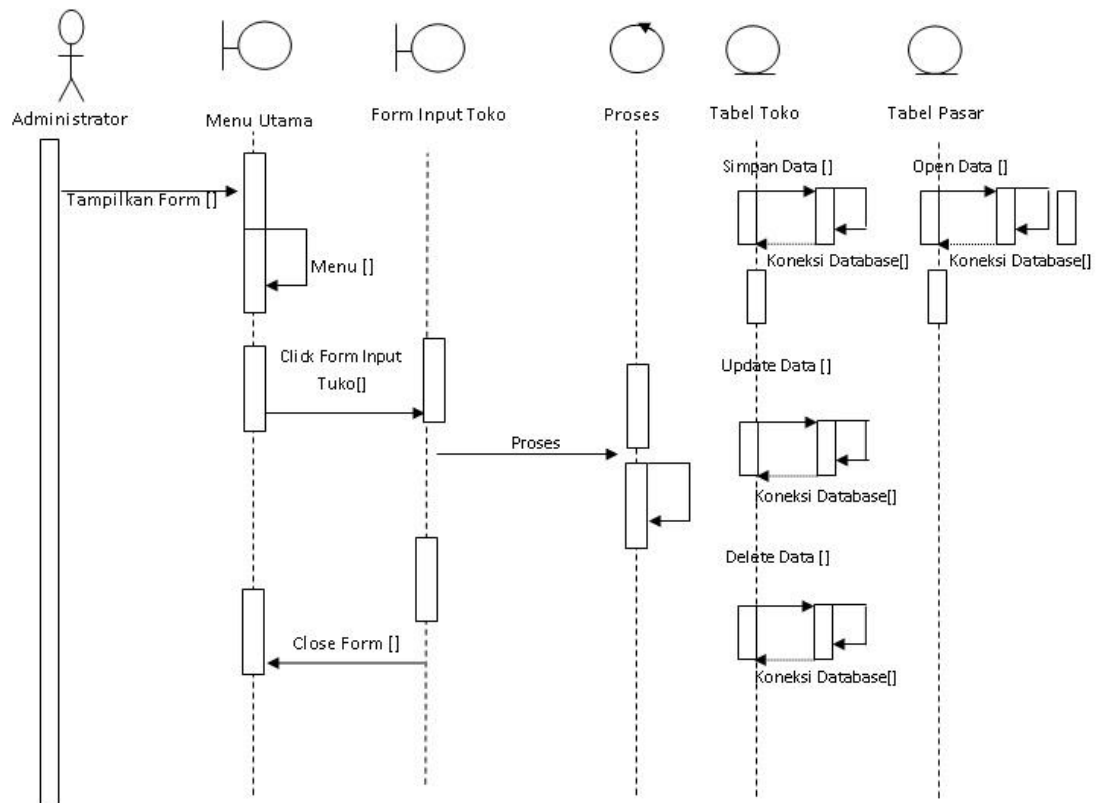 Administrator
Menu Utama
Form Input Toko
Proses
Tabel Toko
Tabel Pasar
Simpan Data []
Open Data []
Tampilkan Form []
Koneksi Database[]
Koneksi Database[]
Menu []
Click Form Input
Tuko[]
Update Data []
Proses
Koneksi Database[]
Delete Data []
Close Form []
Koneksi Database[]